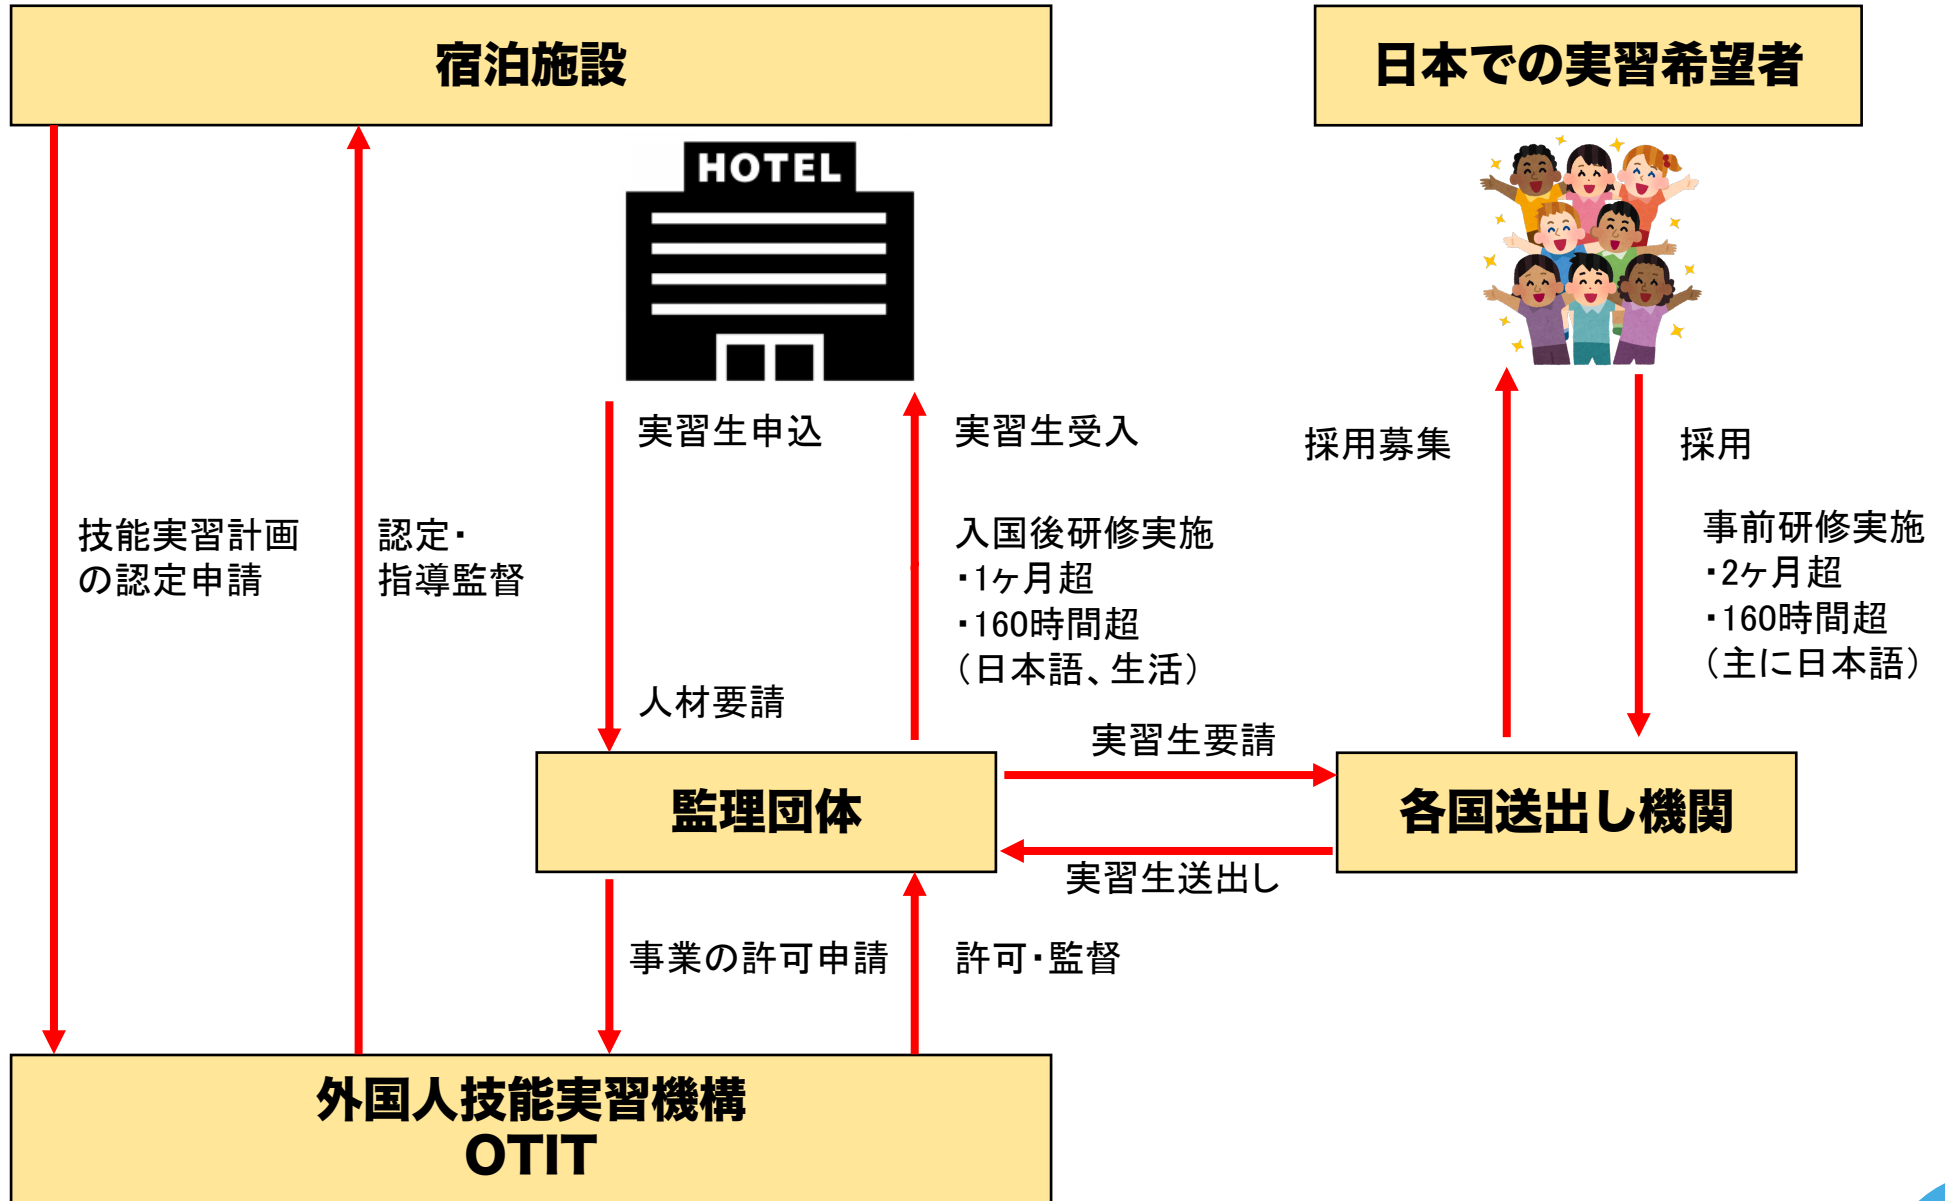 宿泊施設
日本での実習希望者
HOTEL
実習生申込
実習生受入
採用募集
採用
技能実習計画
の認定申請
認定・
指導監督
入国後研修実施
・1ヶ月超
・160時間超
（日本語、生活）
事前研修実施
・2ヶ月超
・160時間超
（主に日本語）
人材要請
実習生要請
監理団体
各国送出し機関
実習生送出し
事業の許可申請
許可・監督
外国人技能実習機構
OTIT